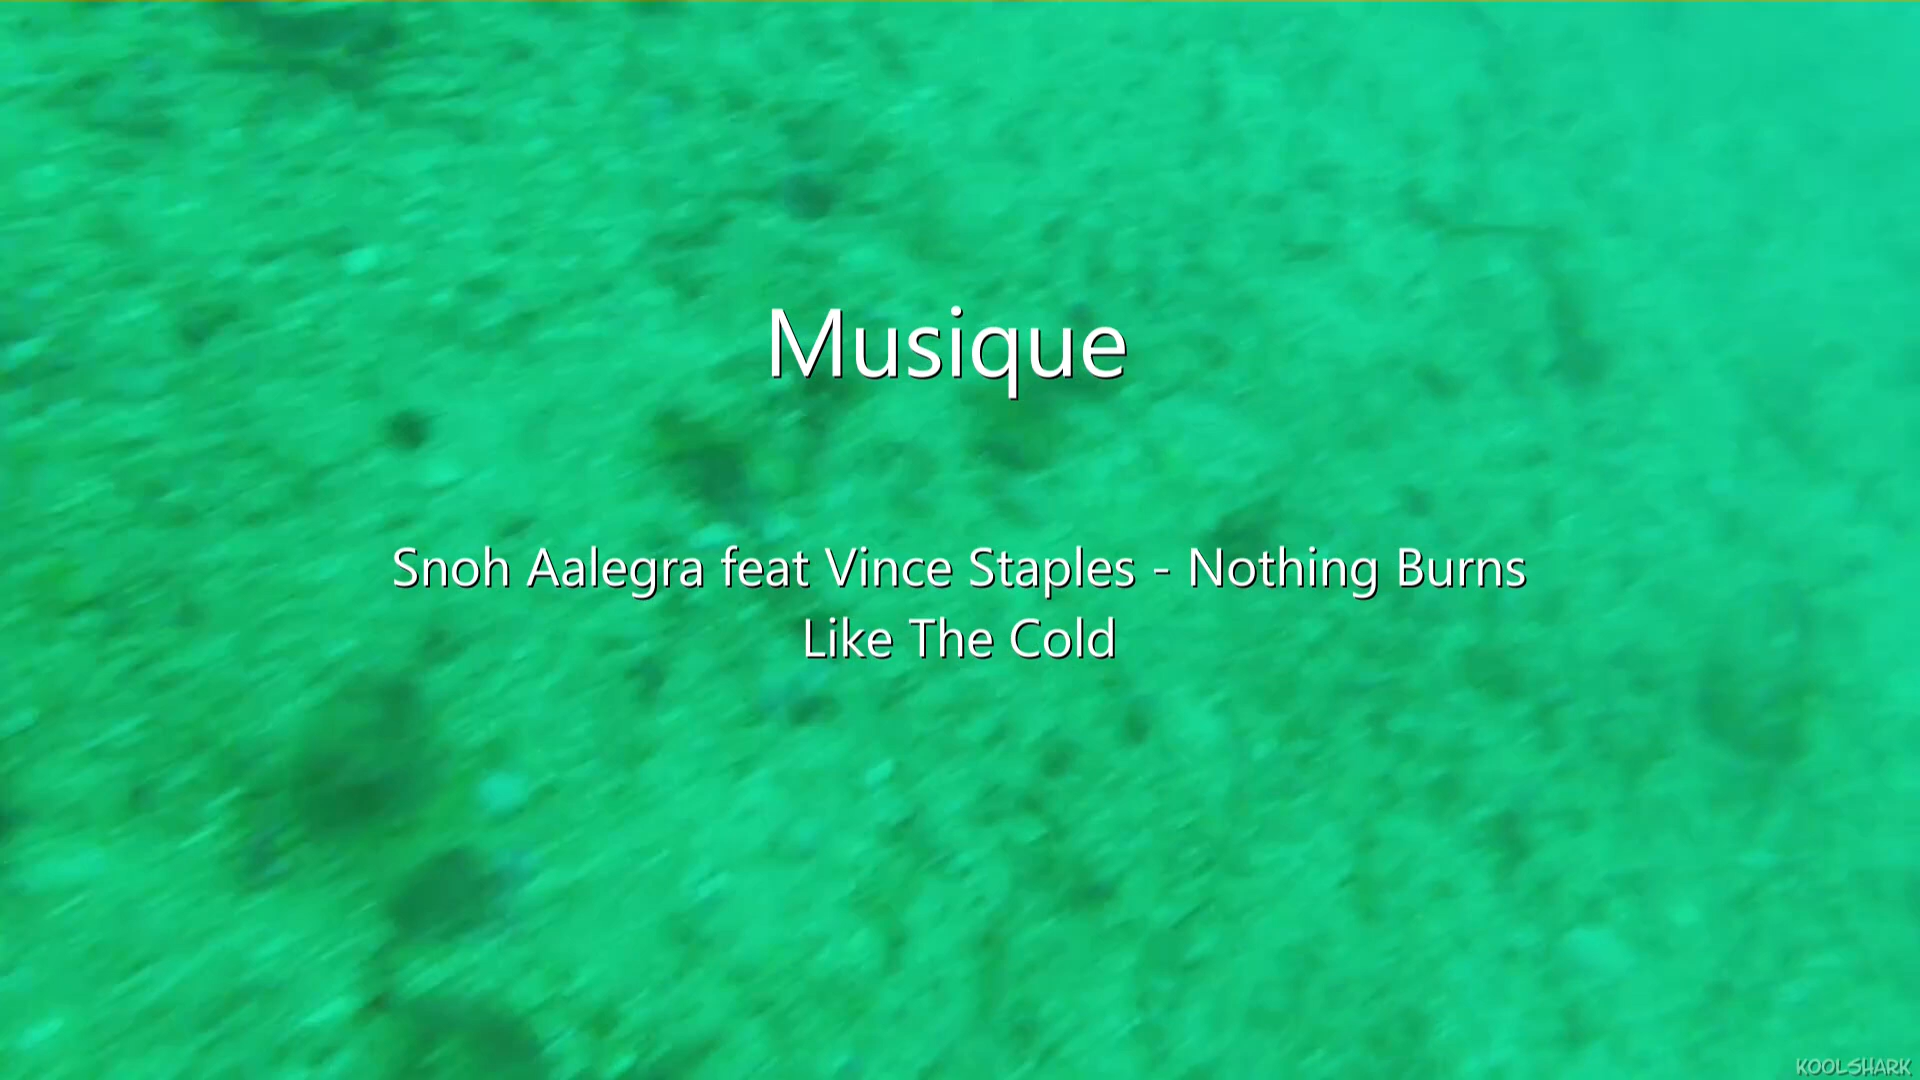 Musique
Snoh Aalegra feat Vince Staples - Nothing Burns
Like The Cold
KOOLSHARK